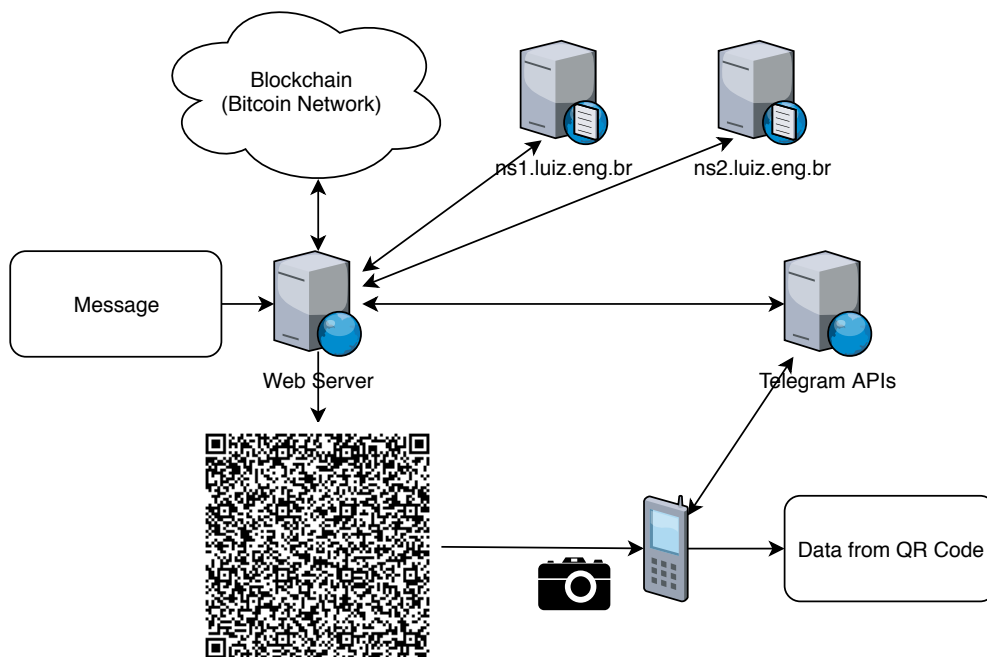 Blockchain
(Bitcoin Network)
ns1.luiz.eng.br
ns2.luiz.eng.br
Message
Web Server
Telegram APIs
Data from QR Code